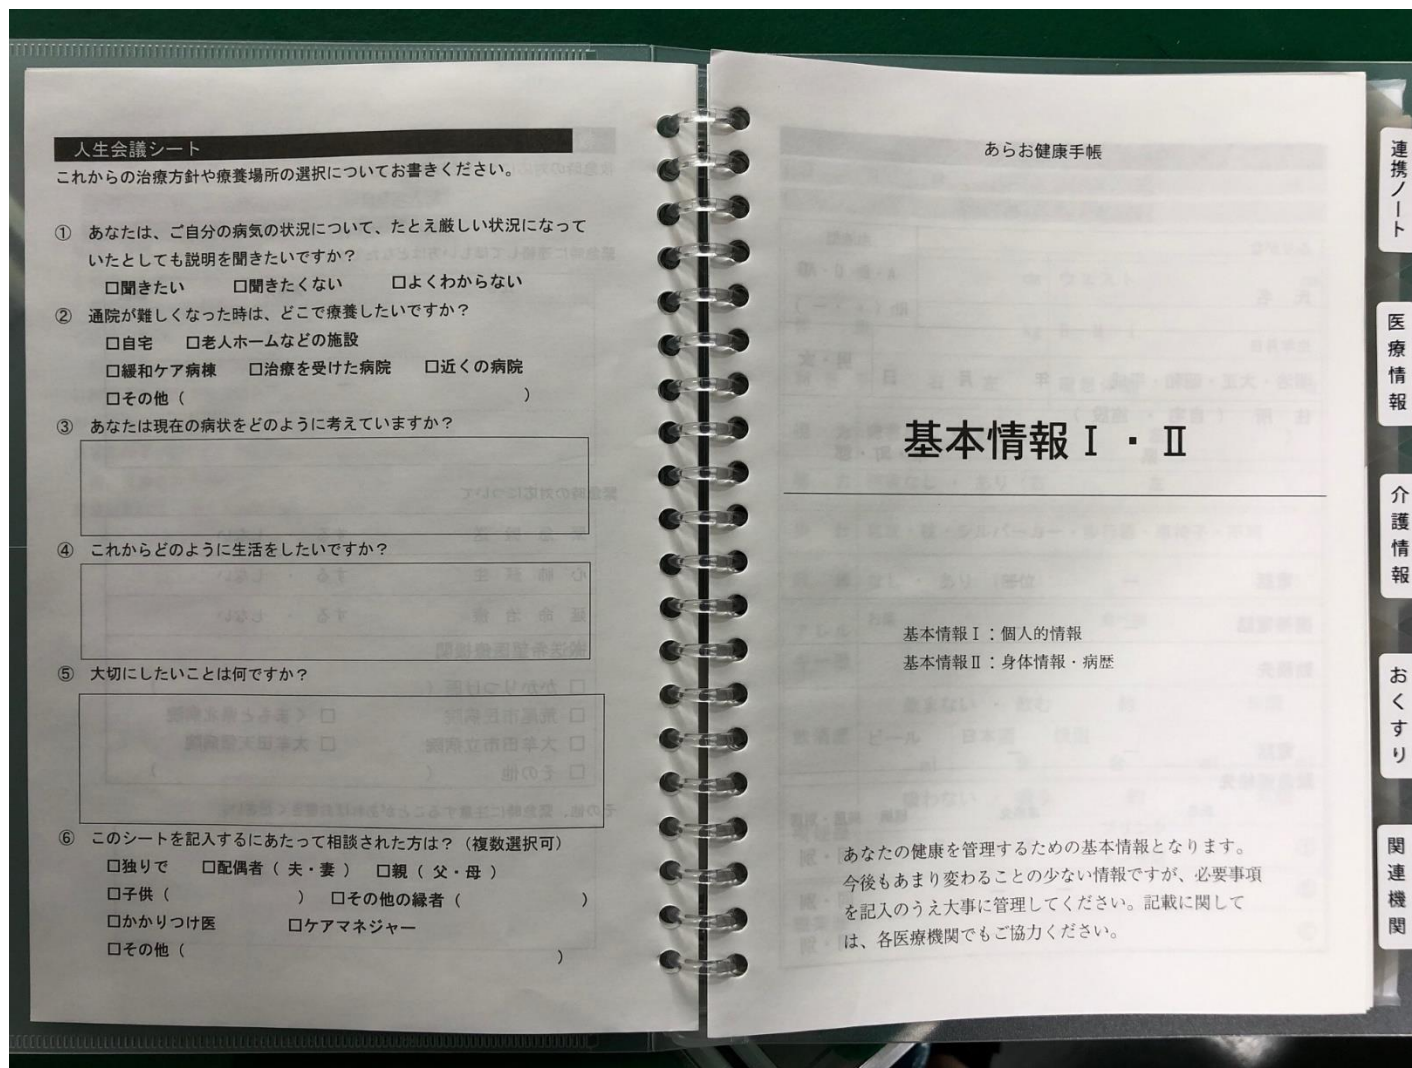 人生会議シート
これからの治療方針や療養場所の選択についてお書きください。
① あなたは、ご自分の病気の状況について、たとえ厳しい状況になって
いたとしても説明を聞きたいですか？
□聞きたい □聞きたくない □よくわからない
② 通院が難しくなった時は、どこで療養したいですか？
□自宅 □老人ホームなどの施設
□緩和ケア病棟 □治療を受けた病院 □近くの病院
□その他（ ）
③ あなたは現在の病状をどのように考えていますか？
④ これからどのように生活をしたいですか？
⑤ 大切にしたいことは何ですか？
⑥ このシートを記入するにあたって相談された方は？（複数選択可）
□独りで □配偶者（ 夫・妻 ） □親（ 父・母 ）
□子供（ ） □その他の縁者（ ）
□かかりつけ医 □ケアマネジャー
□その他（ ）
あらお健康手帳
基本情報Ⅰ・Ⅱ
基本情報Ⅰ：個人的情報
基本情報Ⅱ：身体情報・病歴
あなたの健康を管理するための基本情報となります。
今後もあまり変わることの少ない情報ですが、必要事項
を記入のうえ大事に管理してください。記載に関して
は、各医療機関でもご協力ください。
連携ノート
医療情報
介護情報
おくすり
関連機関